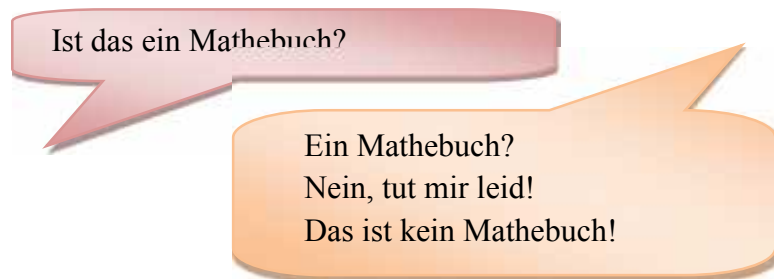 Ist das ein Mathebuch?
Ein Mathebuch?
Nein, tut mir leid!
Das ist kein Mathebuch!